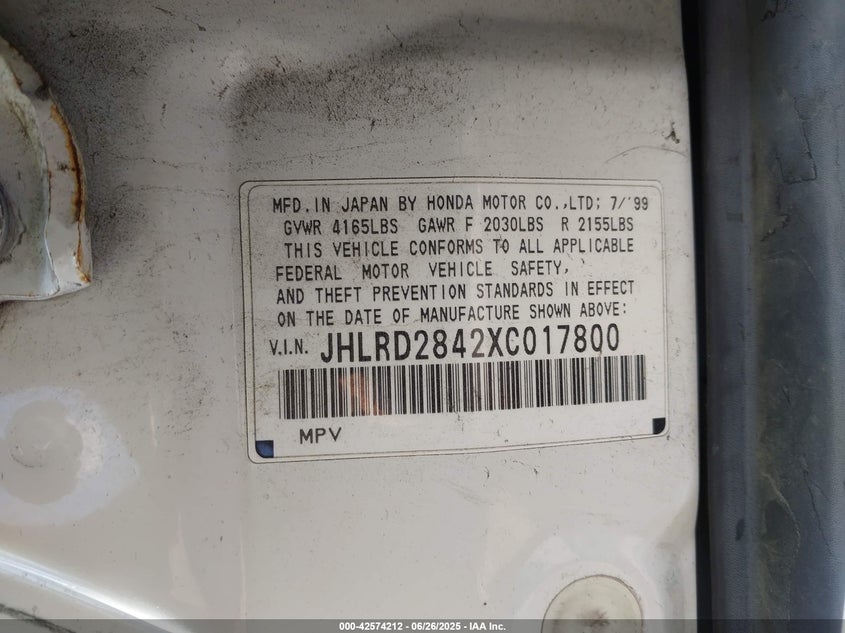 MFD. IN JAPAN BY HONDA MOTOR CO.,LTD; 7/'99
GVWR 4165LBS GAWR F 2030LBS R 2155LBS
THIS VEHICLE CONFORMS TO ALL APPLICABLE
FEDERAL MOTOR VEHICLE SAFETY,
AND THEFT PREVENTION STANDARDS IN EFFECT
ON THE DATE OF MANUFACTURE SHOWN ABOVE:
V.I.N. JHLRD2842XC017800
MPV
000-42574212 - 06/26/2025 - IAA Inc.